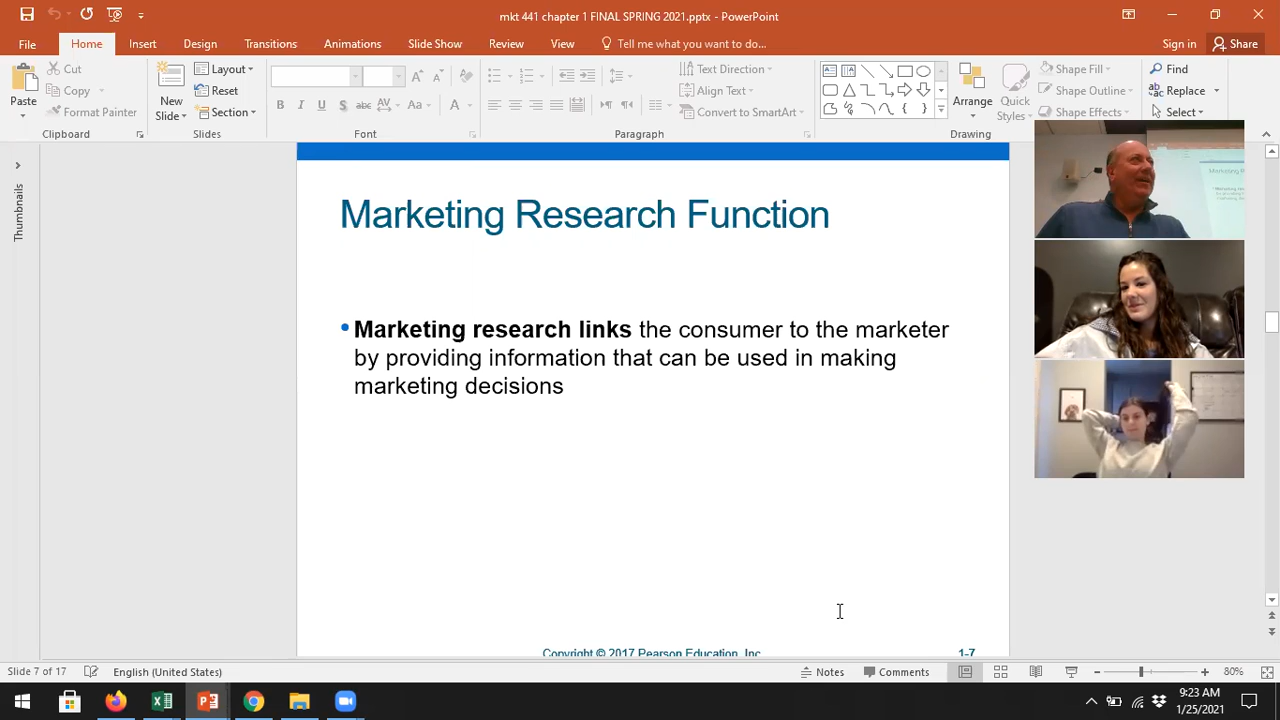 mkt 441 chapter 1 FINAL SPRING 2021.pptx - PowerPoint
File Home Insert Design Transitions Animations Slide Show Review View Tell me what you want to do... Sign in Share
Paste
Cut
Copy
Format Painter
Clipboard
New
Slide
Layout
Reset
Section
Slides
Font
Text Direction
Align Text
Convert to SmartArt
Paragraph
Arrange
Quick
Styles
Shape Fill
Shape Outline
Shape Effects
Drawing
Find
Replace
Select
Thumbnails
Marketing Research Function
• Marketing research links the consumer to the marketer
by providing information that can be used in making
marketing decisions
Copyright © 2017 Pearson Education, Inc.
1-7
Slide 7 of 17 English (United States) Notes Comments 80%
9:23 AM
1/25/2021